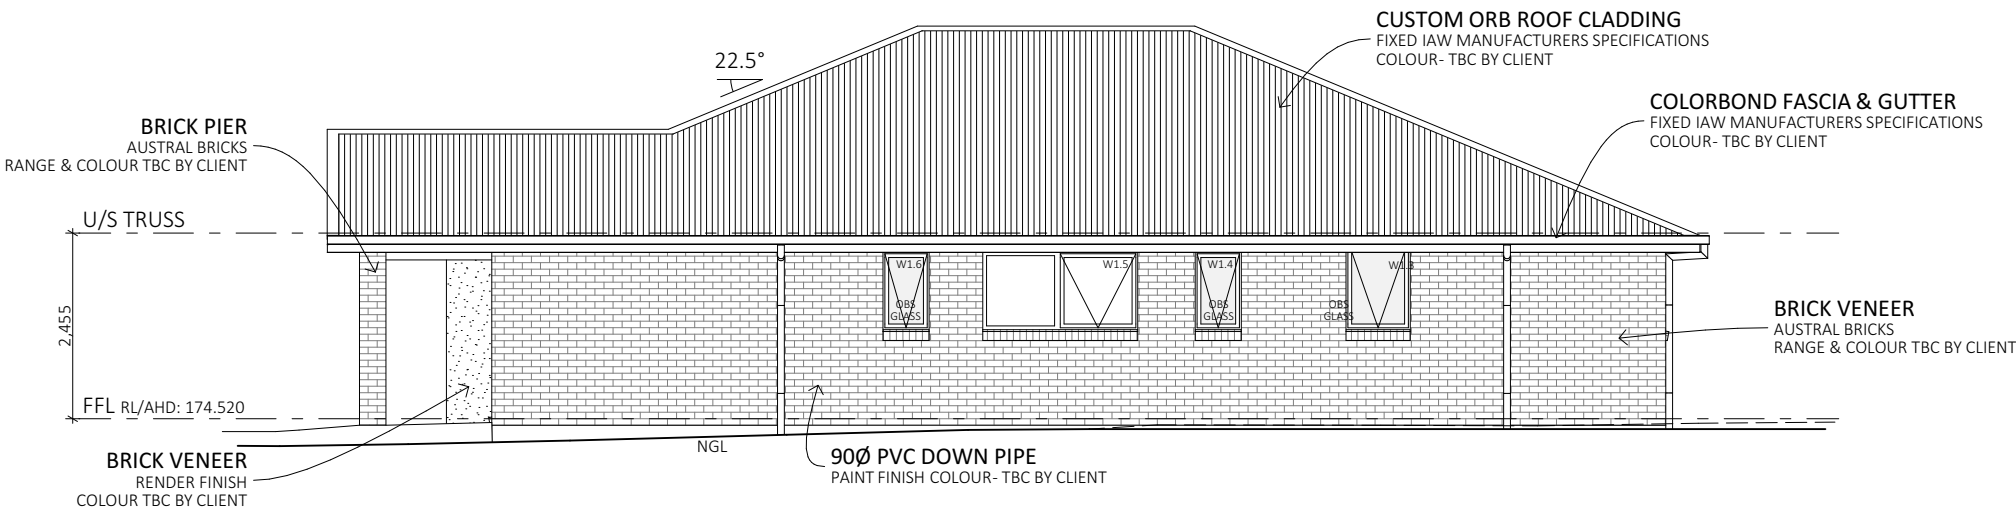 CUSTOM ORB ROOF CLADDING
FIXED IAW MANUFACTURERS SPECIFICATIONS
COLOUR- TBC BY CLIENT
22.5°
COLORBOND FASCIA & GUTTER
FIXED IAW MANUFACTURERS SPECIFICATIONS
COLOUR- TBC BY CLIENT
BRICK PIER
AUSTRAL BRICKS
RANGE & COLOUR TBC BY CLIENT
U/S TRUSS
2,455
W1.6
OBS
GLASS
W1.5
W1.4
OBS
GLASS
W1.3
OBS
GLASS
BRICK VENEER
AUSTRAL BRICKS
RANGE & COLOUR TBC BY CLIENT
FFL RL/AHD: 174.520
NGL
BRICK VENEER
RENDER FINISH
COLOUR TBC BY CLIENT
90Ø PVC DOWN PIPE
PAINT FINISH COLOUR- TBC BY CLIENT